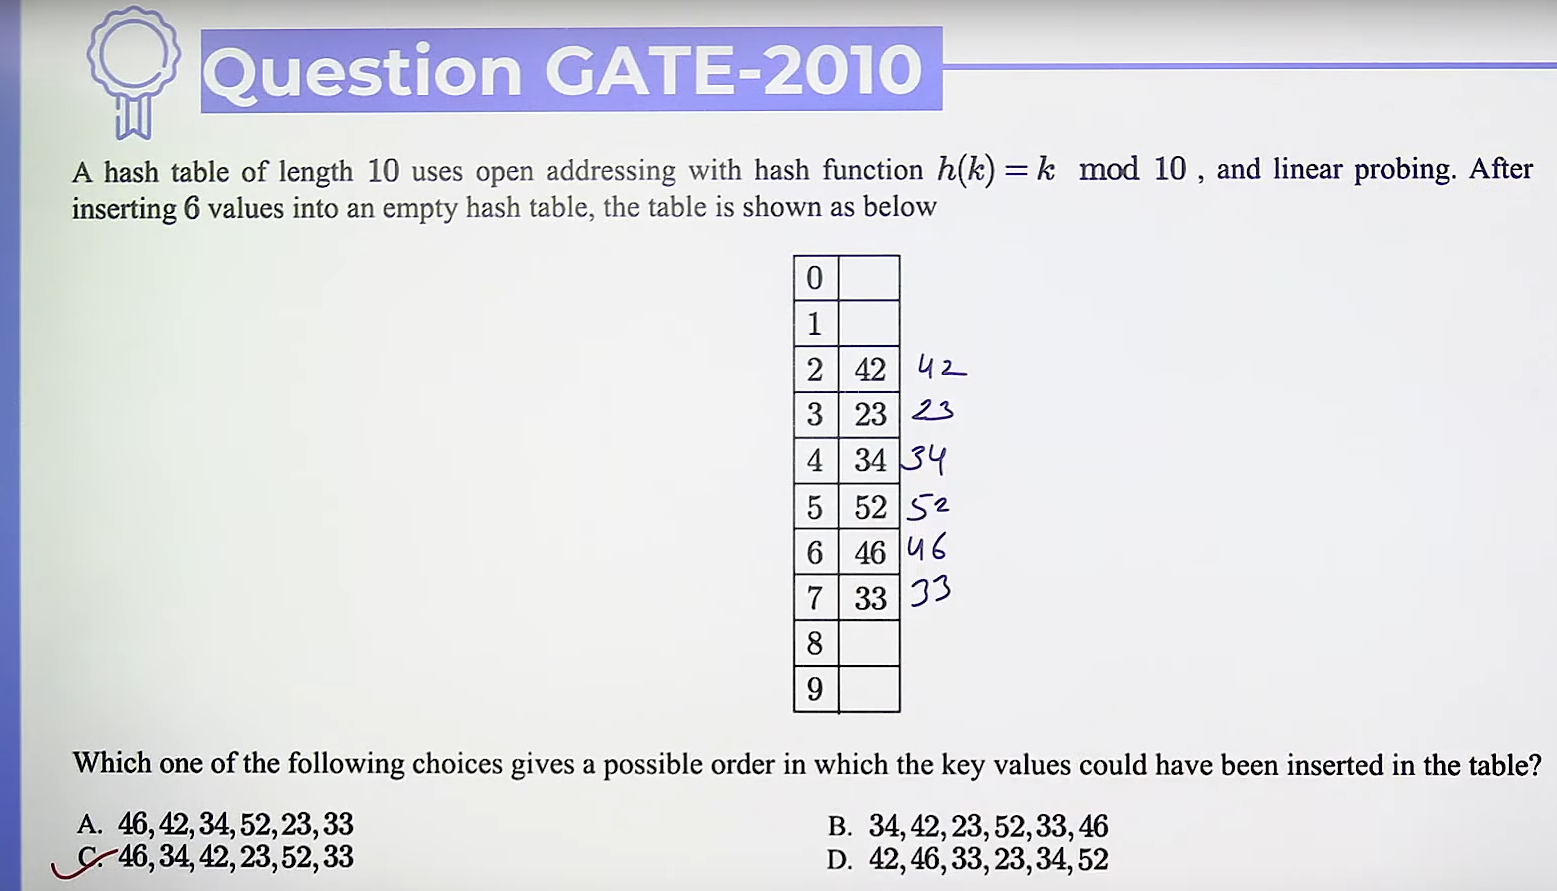 Question GATE-2010
A hash table of length 10 uses open addressing with hash function h(k) = k mod 10 , and linear probing. After
inserting 6 values into an empty hash table, the table is shown as below
0
1
2 42 42
3 23 23
4 34 34
5 52 52
6 46 46
7 33 33
8
9
Which one of the following choices gives a possible order in which the key values could have been inserted in the table?
A. 46, 42, 34, 52, 23, 33 B. 34, 42, 23, 52, 33, 46
C. 46, 34, 42, 23, 52, 33 D. 42, 46, 33, 23, 34, 52